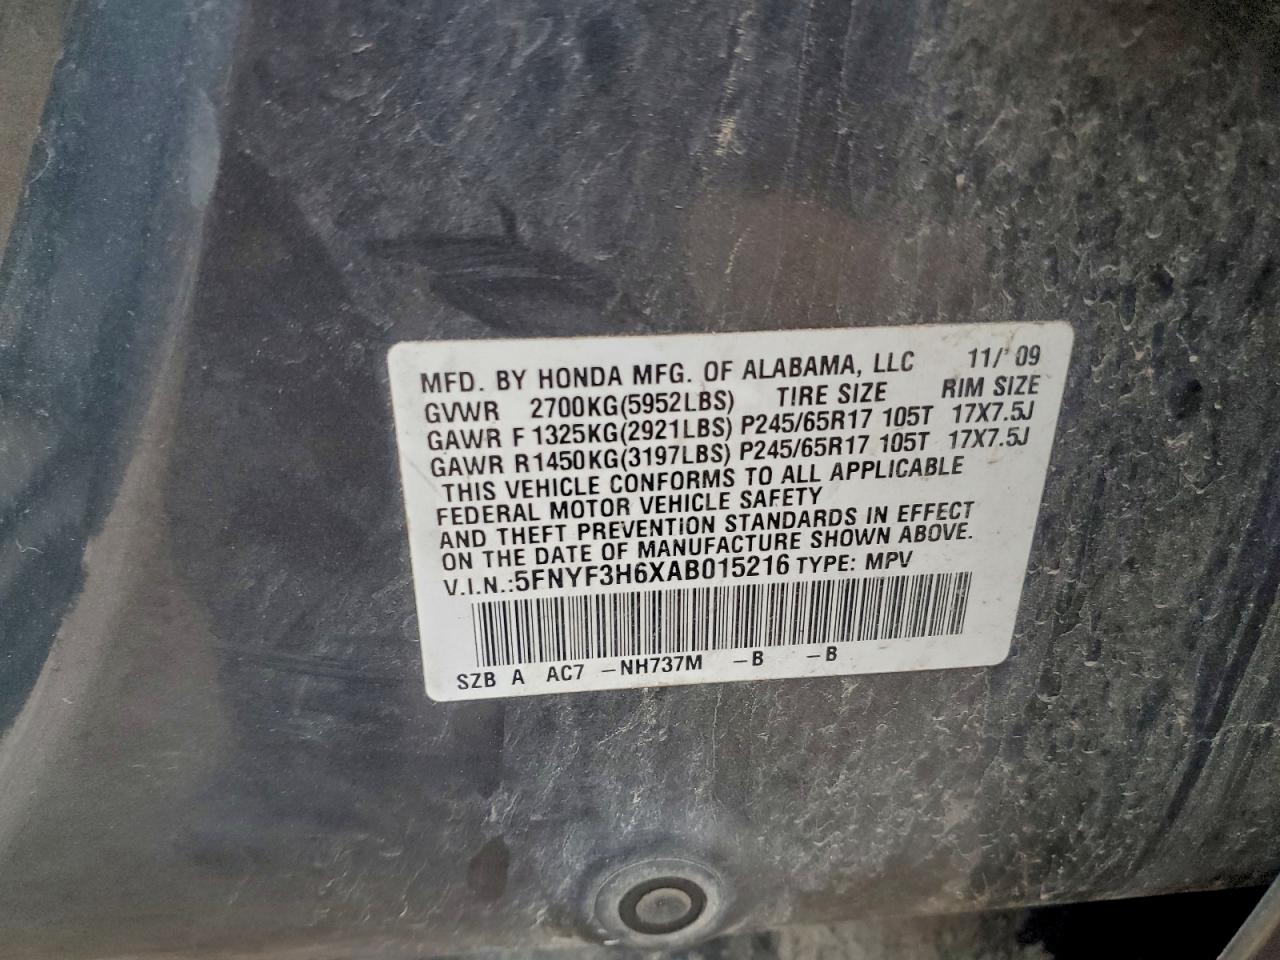 MFD. BY HONDA MFG. OF ALABAMA, LLC 11/'09
GVWR 2700KG(5952LBS) TIRE SIZE RIM SIZE
GAWR F 1325KG(2921LBS) P245/65R17 105T 17X7.5J
GAWR R1450KG(3197LBS) P245/65R17 105T 17X7.5J
THIS VEHICLE CONFORMS TO ALL APPLICABLE
FEDERAL MOTOR VEHICLE SAFETY
AND THEFT PREVENTION STANDARDS IN EFFECT
ON THE DATE OF MANUFACTURE SHOWN ABOVE.
V.I.N.:5FNYF3H6XAB015216 TYPE: MPV
SZB A AC7 -NH737M -B -B